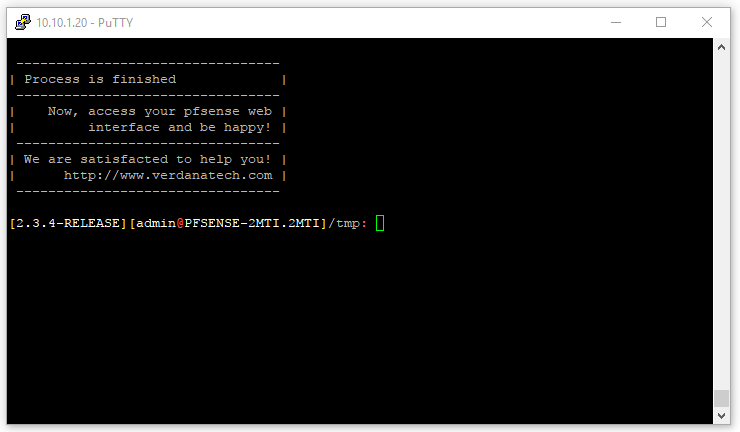 10.10.1.20 - PuTTY
---------------------------------
| Process is finished             |
---------------------------------
|    Now, access your pfsense web |
|         interface and be happy! |
---------------------------------
| We are satisfacted to help you! |
|      http://www.verdanatech.com |
---------------------------------
[2.3.4-RELEASE][admin@PFSENSE-2MTI.2MTI]/tmp: